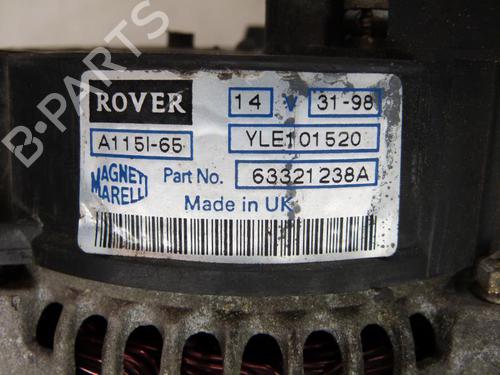 B-PARTS
ROVER 14 V 31-98
A115I-65 YLE101520
MAGNETI MARELLI Part No. 63321238A
Made in UK